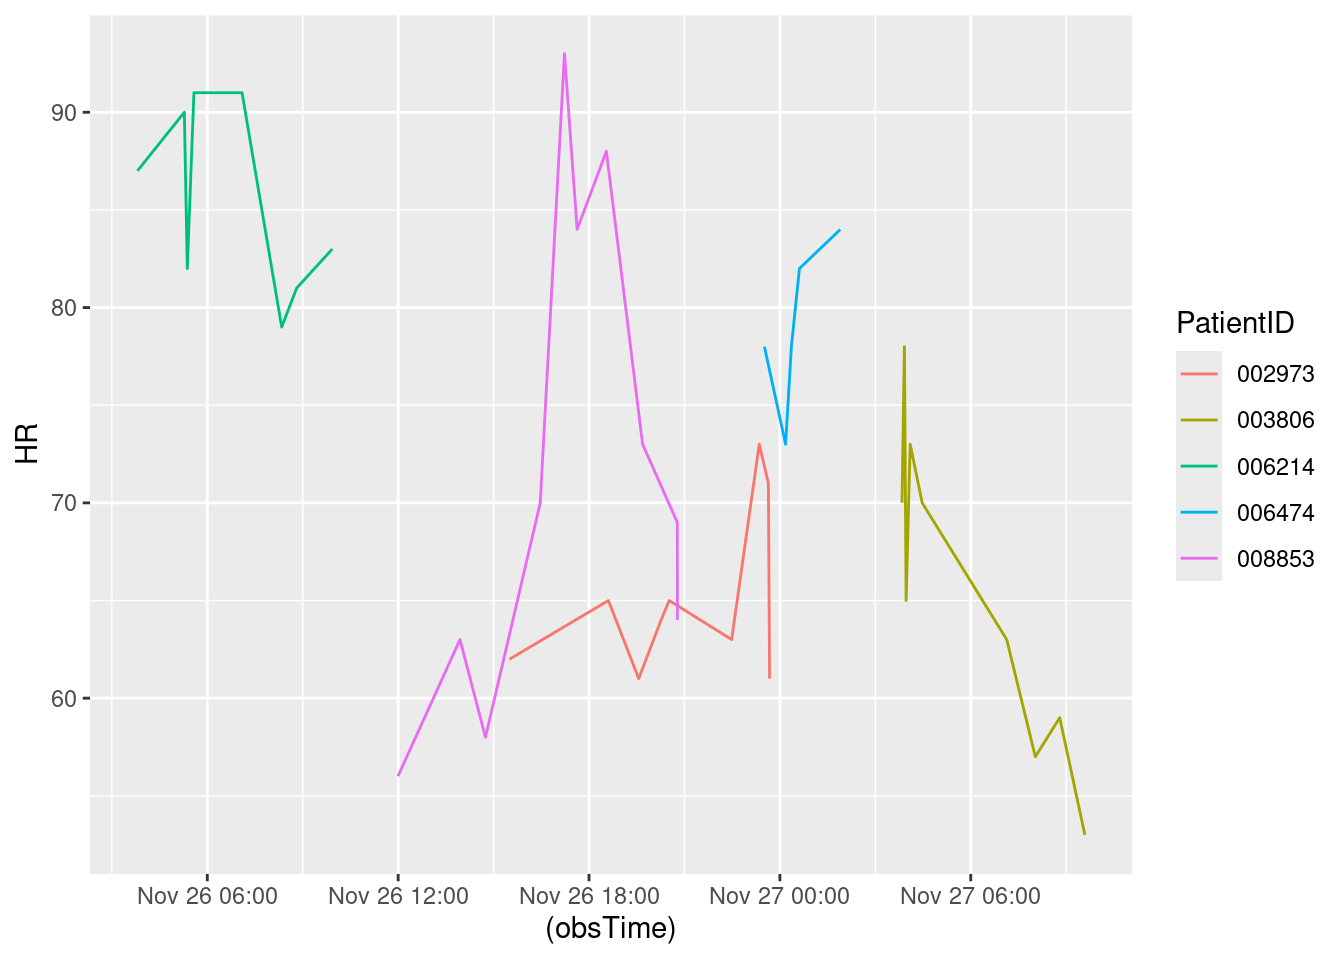 90
80
70
60
HR
Nov 26 06:00
Nov 26 12:00
Nov 26 18:00
Nov 27 00:00
Nov 27 06:00
(obsTime)
PatientID
002973
003806
006214
006474
008853